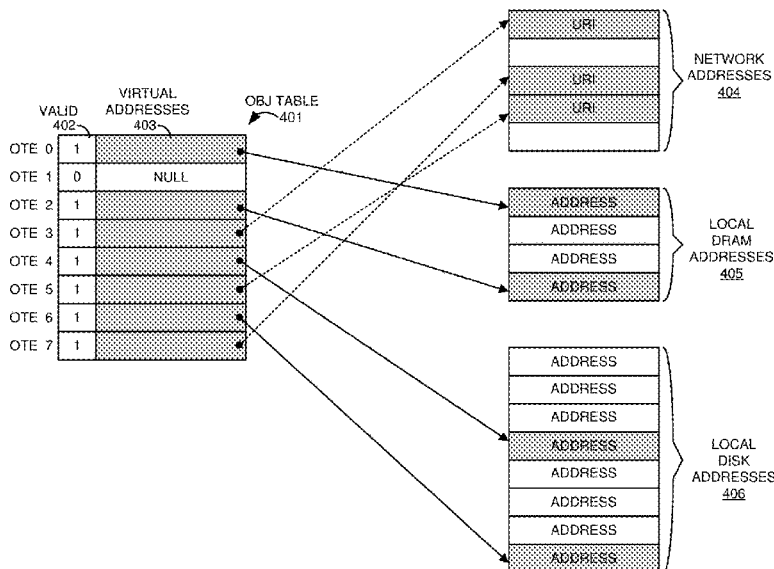 VALID
402
VIRTUAL
ADDRESSES
403
OBJ TABLE
401
OTE 0 1
OTE 1 0 NULL
OTE 2 1
OTE 3 1
OTE 4 1
OTE 5 1
OTE 6 1
OTE 7 1
URI
URI
URI
NETWORK
ADDRESSES
404
ADDRESS
ADDRESS
ADDRESS
ADDRESS
LOCAL
DRAM
ADDRESSES
405
ADDRESS
ADDRESS
ADDRESS
ADDRESS
ADDRESS
ADDRESS
ADDRESS
ADDRESS
LOCAL
DISK
ADDRESSES
406